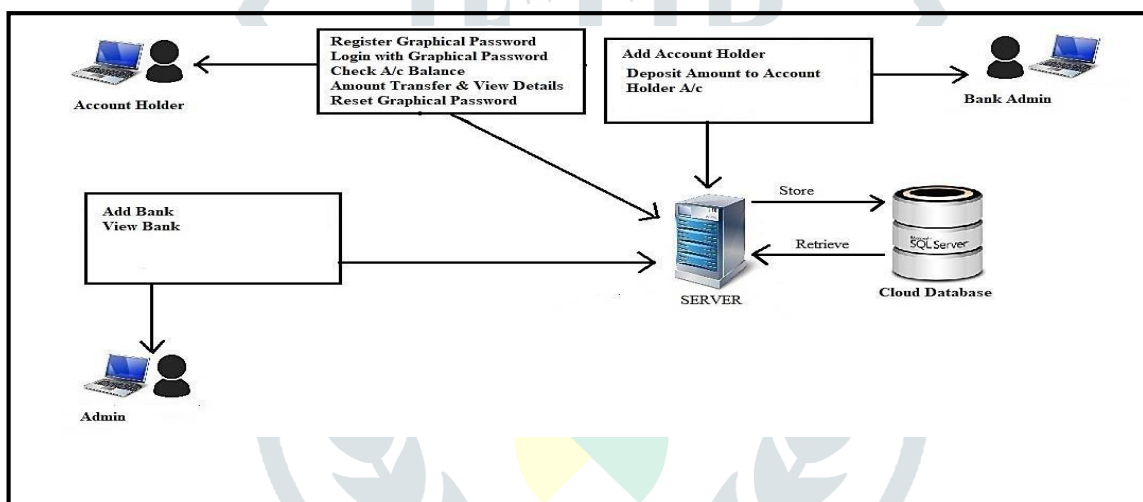 Register Graphical Password
Login with Graphical Password
Check A/c Balance
Amount Transfer & View Details
Reset Graphical Password
Account Holder
Add Account Holder
Deposit Amount to Account
Holder A/c
Bank Admin
Add Bank
View Bank
Store
Retrieve
SERVER
Microsoft
SQL Server
Cloud Database
Admin